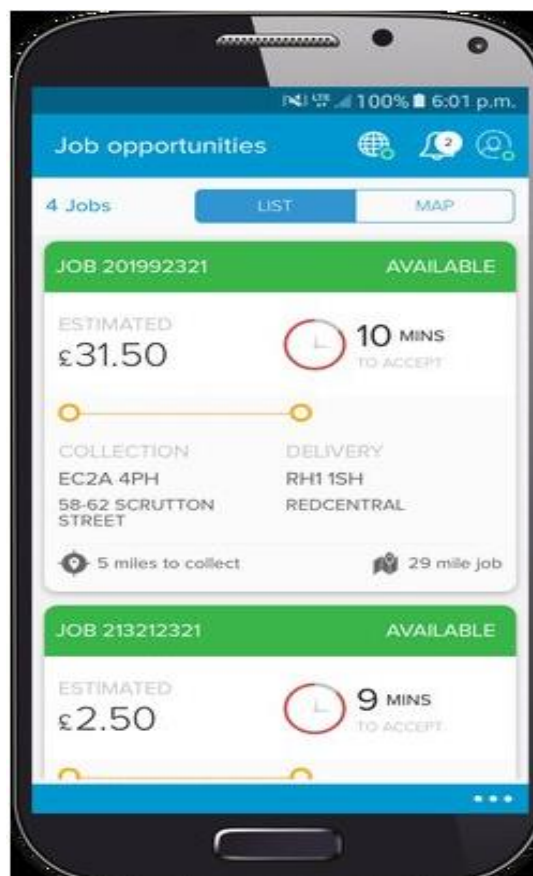 LTE 100% 6:01 p.m.
Job opportunities 2
4 Jobs LIST MAP
JOB 201992321 AVAILABLE
ESTIMATED
£31.50
10 MINS
TO ACCEPT
COLLECTION DELIVERY
EC2A 4PH RH1 1SH
58-62 SCRUTTON REDCENTRAL
STREET
5 miles to collect 29 mile job
JOB 213212321 AVAILABLE
ESTIMATED
£2.50
9 MINS
TO ACCEPT